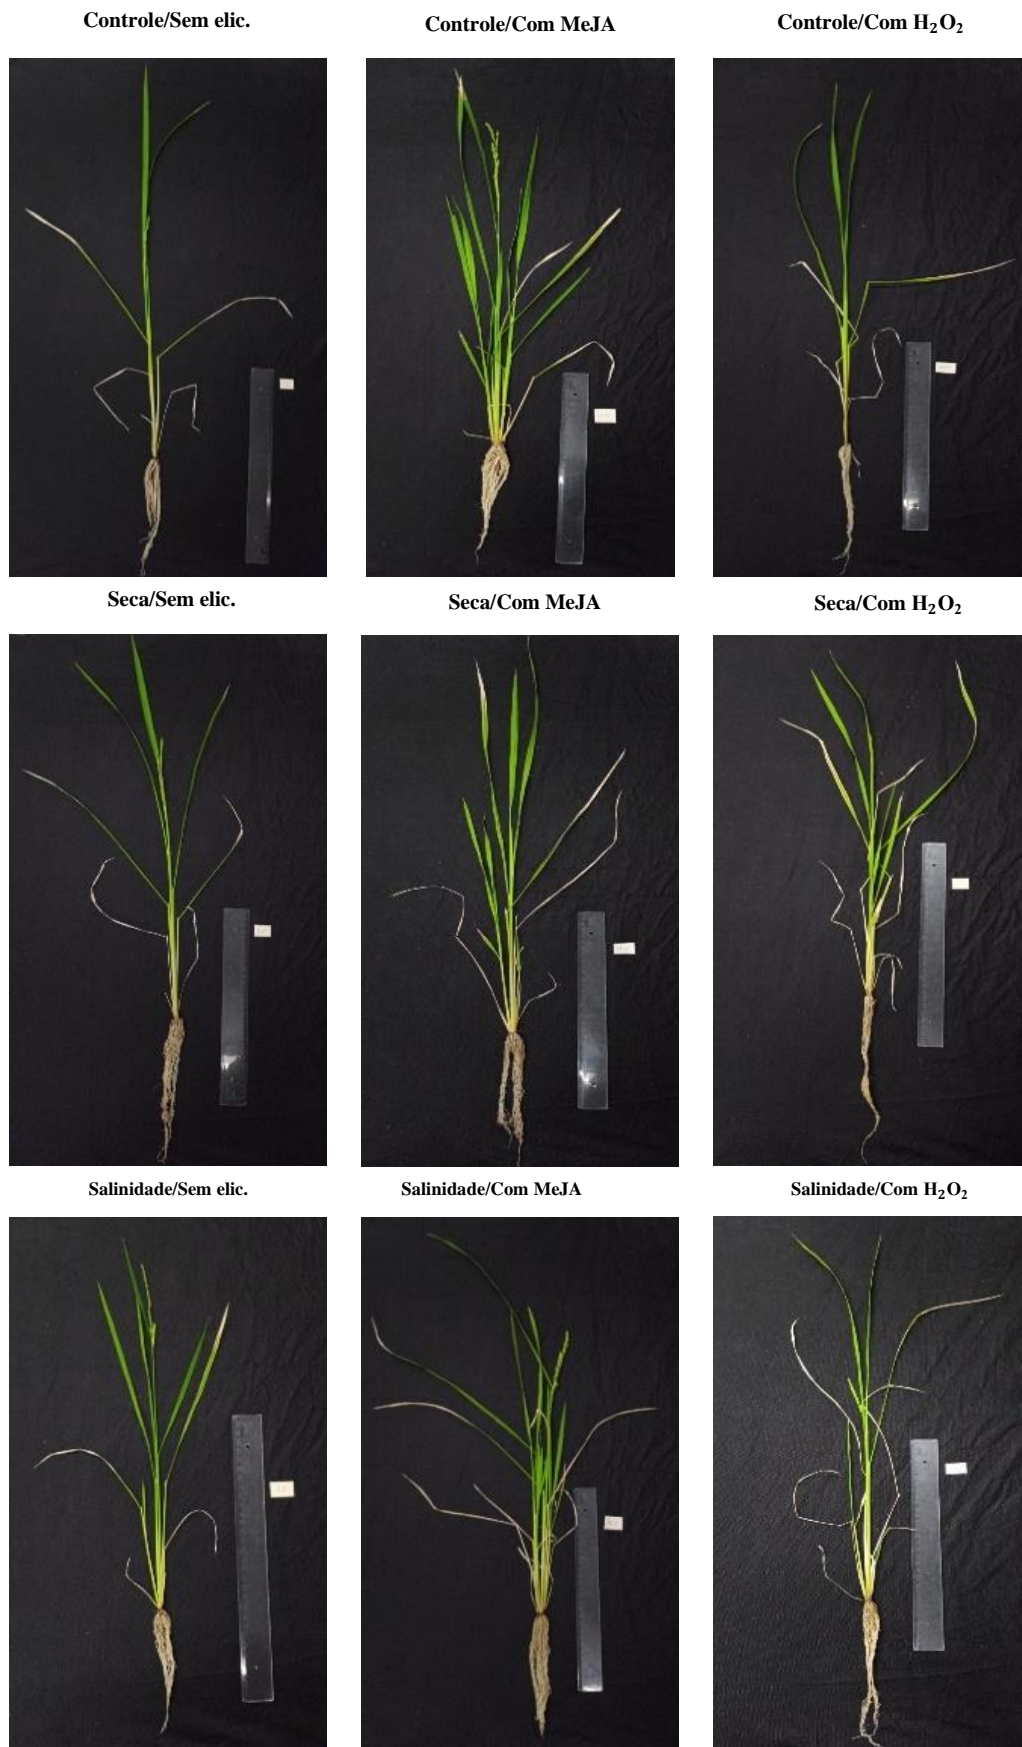 Controle/Sem elic.
Controle/Com MeJA
Controle/Com H₂O₂
Seca/Sem elic.
Seca/Com MeJA
Seca/Com H₂O₂
Salinidade/Sem elic.
Salinidade/Com MeJA
Salinidade/Com H₂O₂